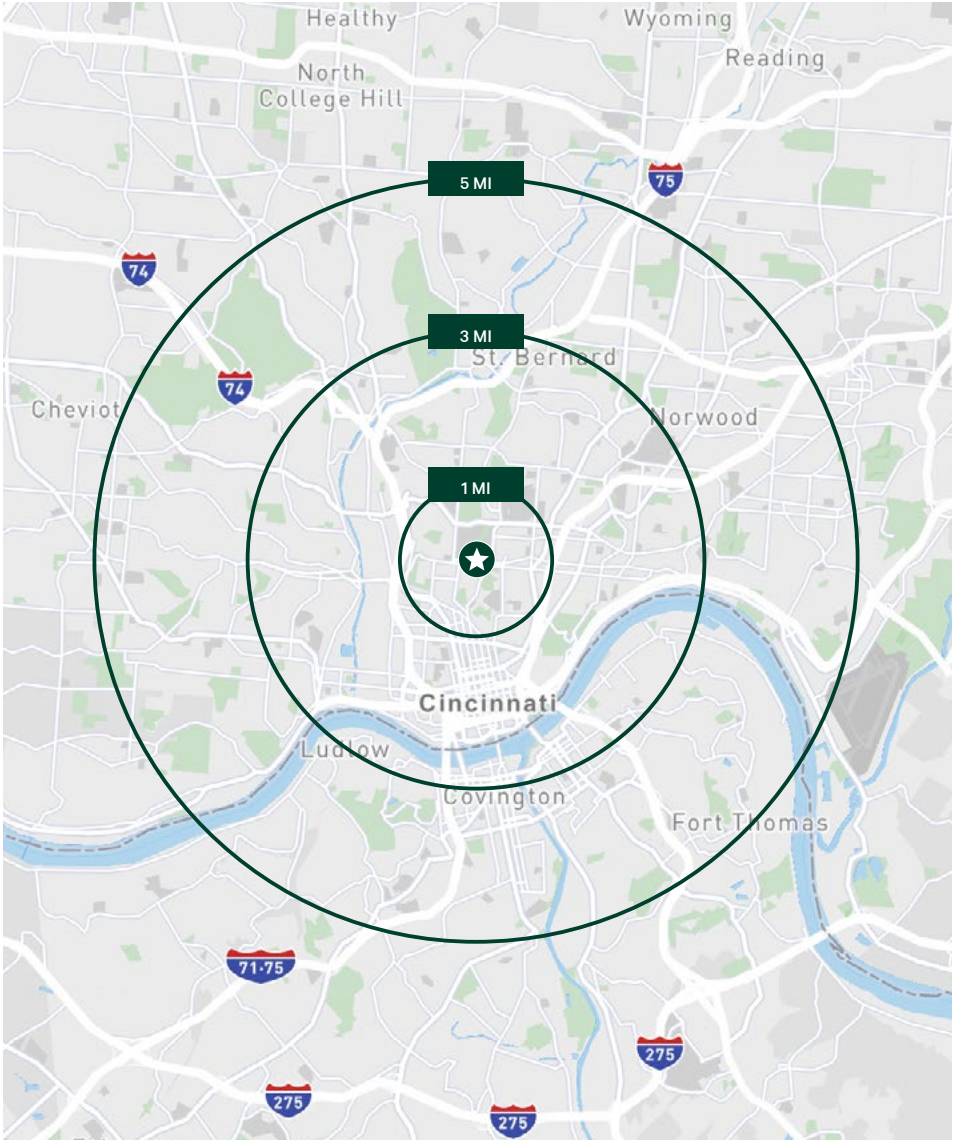 Healthy
Wyoming
Reading
North
College Hill
5 MI
75
74
3 MI
St. Bernard
74
Cheviot
Norwood
1 MI
Cincinnati
Ludlow
Covington
Fort Thomas
71·75
275
275
275